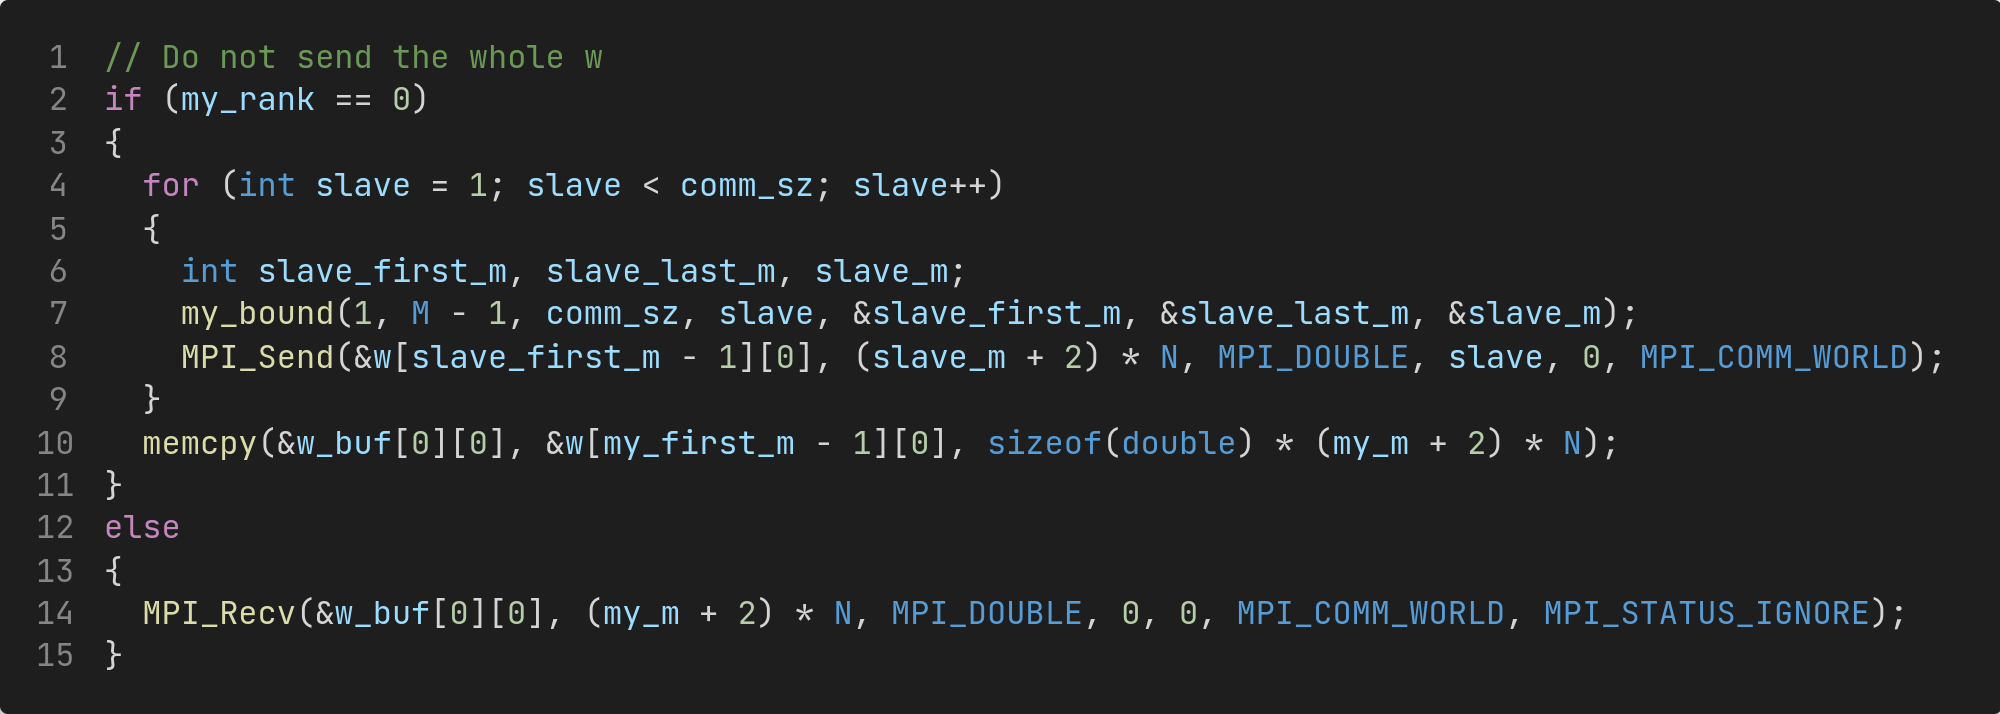 1 // Do not send the whole w
2 if (my_rank == 0)
3 {
4   for (int slave = 1; slave < comm_sz; slave++)
5   {
6     int slave_first_m, slave_last_m, slave_m;
7     my_bound(1, M - 1, comm_sz, slave, &slave_first_m, &slave_last_m, &slave_m);
8     MPI_Send(&w[slave_first_m - 1][0], (slave_m + 2) * N, MPI_DOUBLE, slave, 0, MPI_COMM_WORLD);
9   }
10   memcpy(&w_buf[0][0], &w[my_first_m - 1][0], sizeof(double) * (my_m + 2) * N);
11 }
12 else
13 {
14   MPI_Recv(&w_buf[0][0], (my_m + 2) * N, MPI_DOUBLE, 0, 0, MPI_COMM_WORLD, MPI_STATUS_IGNORE);
15 }